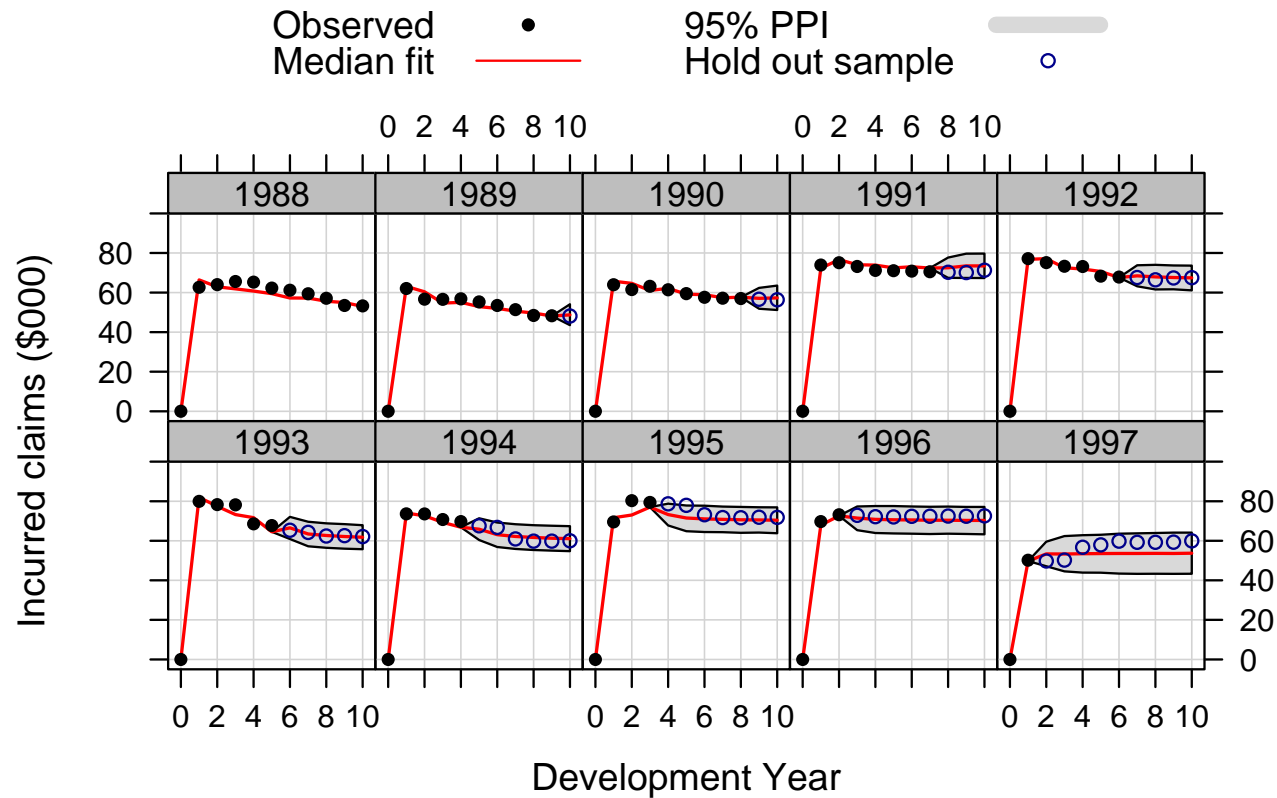 Observed 95% PPI
Median fit Hold out sample
0 2 4 6 8 10 0 2 4 6 8 10
1988 1989 1990 1991 1992
80
60
40
20
0
1993 1994 1995 1996 1997
80
60
40
20
0
0 2 4 6 8 10 0 2 4 6 8 10 0 2 4 6 8 10
Development Year
Incurred claims ($000)